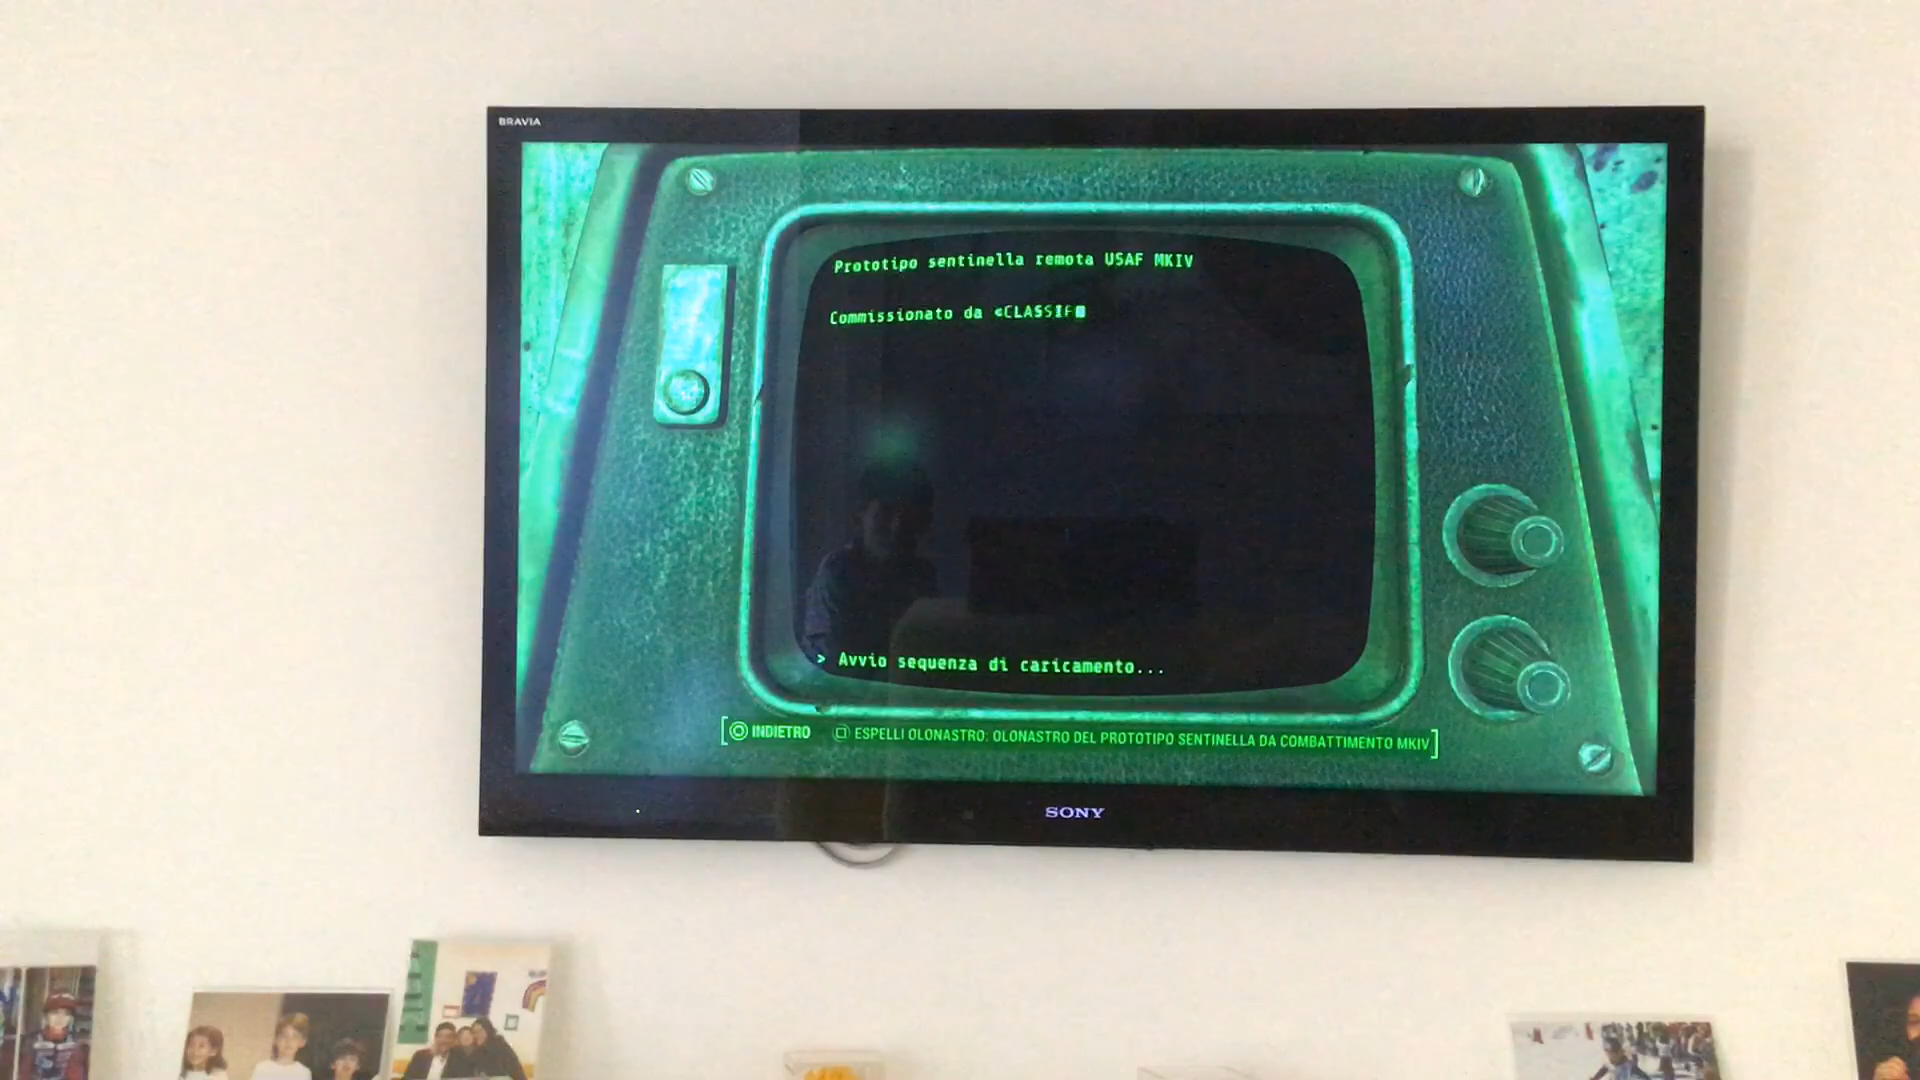 BRAVIA
Prototipo sentinella remota USAF MKIV
Commissionato da <CLASSIF
> Avvio sequenza di caricamento...
[ INDIETRO ESPELLI OLONASTRO: OLONASTRO DEL PROTOTIPO SENTINELLA DA COMBATTIMENTO MKIV]
SONY